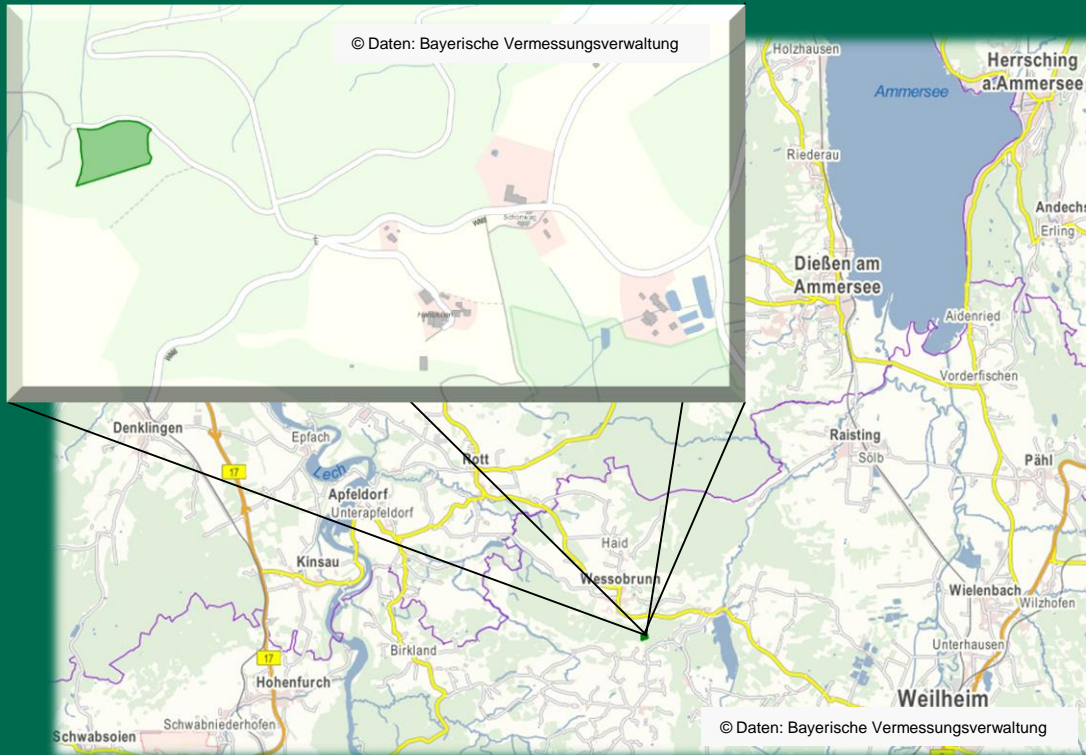 © Daten: Bayerische Vermessungsverwaltung
Schönwag
Holzhausen
Herrsching
a.Ammersee
Ammersee
Riederau
Andechs
Erling
Dießen am
Ammersee
Aidenried
Vorderfischen
Denklingen
Epfach
Lech
17
Rott
Raisting
Sölb
Pähl
Apfeldorf
Unterapfeldorf
Haid
Kinsau
Wessobrunn
Wielenbach
Wilzhofen
Birkland
Unterhausen
17
Hohenfurch
Weilheim
Schwabniederhofen
Schwabsoien
© Daten: Bayerische Vermessungsverwaltung